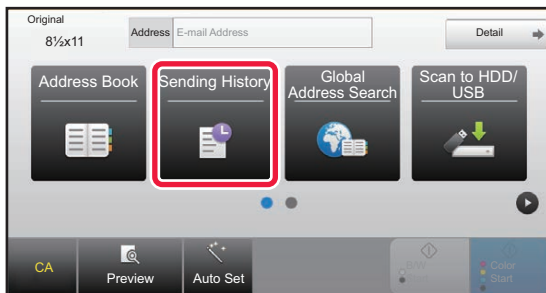 Original
8½x11
Address
E-mail Address
Detail
Address Book
Sending History
Global
Address Search
Scan to HDD/
USB
CA
Preview
Auto Set
B/W
Start
Color
Start